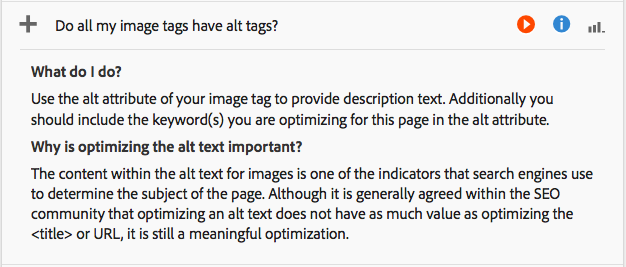 Do all my image tags have alt tags?
What do I do?
Use the alt attribute of your image tag to provide description text. Additionally you
should include the keyword(s) you are optimizing for this page in the alt attribute.
Why is optimizing the alt text important?
The content within the alt text for images is one of the indicators that search engines use
to determine the subject of the page. Although it is generally agreed within the SEO
community that optimizing an alt text does not have as much value as optimizing the
<title> or URL, it is still a meaningful optimization.